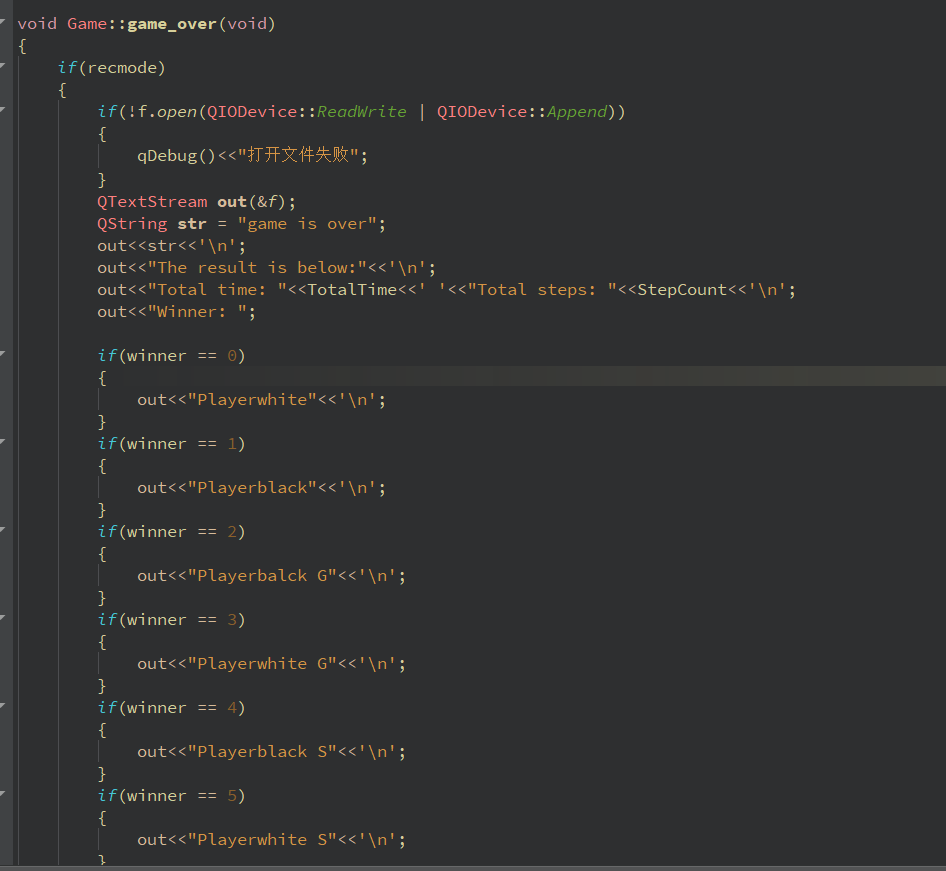 void Game::game_over(void)
{
    if(recmode)
    {
        if(!f.open(QIODevice::ReadWrite | QIODevice::Append))
        {
            qDebug()<<"打开文件失败";
        }
        QTextStream out(&f);
        QString str = "game is over";
        out<<str<<'\n';
        out<<"The result is below:"<<'\n';
        out<<"Total time: "<<TotalTime<<' '<<"Total steps: "<<StepCount<<'\n';
        out<<"Winner: ";
        if(winner == 0)
        {
            out<<"Playerwhite"<<'\n';
        }
        if(winner == 1)
        {
            out<<"Playerblack"<<'\n';
        }
        if(winner == 2)
        {
            out<<"Playerbalck G"<<'\n';
        }
        if(winner == 3)
        {
            out<<"Playerwhite G"<<'\n';
        }
        if(winner == 4)
        {
            out<<"Playerblack S"<<'\n';
        }
        if(winner == 5)
        {
            out<<"Playerwhite S"<<'\n';
        }